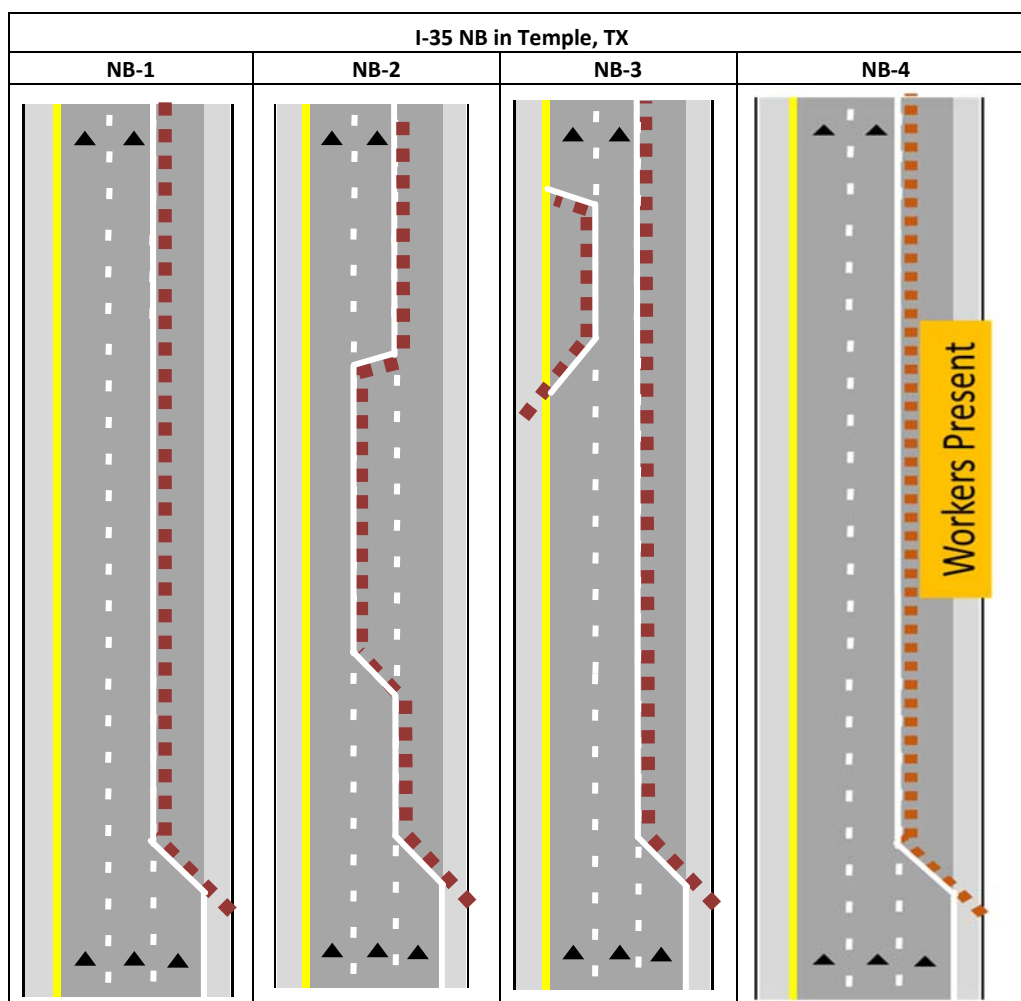 I-35 NB in Temple, TX
NB-1
NB-2
NB-3
NB-4
Workers Present